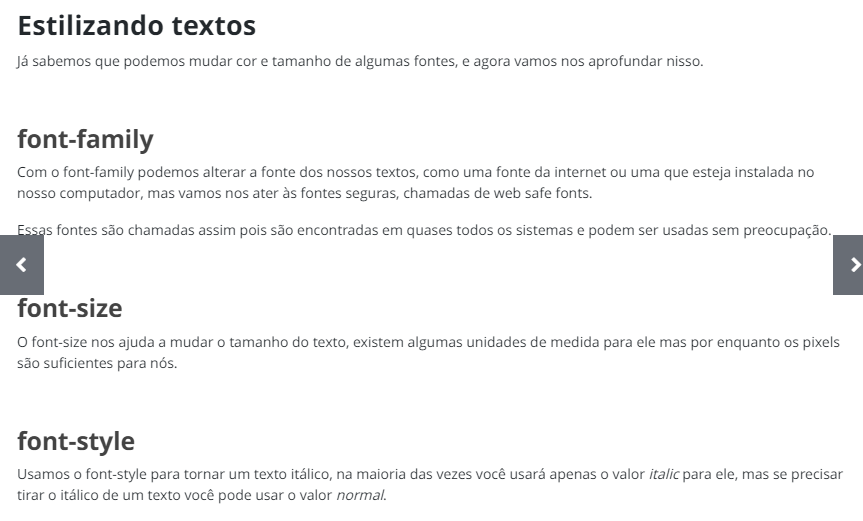 Estilizando textos
Já sabemos que podemos mudar cor e tamanho de algumas fontes, e agora vamos nos aprofundar nisso.
font-family
Com o font-family podemos alterar a fonte dos nossos textos, como uma fonte da internet ou uma que esteja instalada no
nosso computador, mas vamos nos ater às fontes seguras, chamadas de web safe fonts.
Essas fontes são chamadas assim pois são encontradas em quases todos os sistemas e podem ser usadas sem preocupação.
font-size
O font-size nos ajuda a mudar o tamanho do texto, existem algumas unidades de medida para ele mas por enquanto os pixels
são suficientes para nós.
font-style
Usamos o font-style para tornar um texto itálico, na maioria das vezes você usará apenas o valor italic para ele, mas se precisar
tirar o itálico de um texto você pode usar o valor normal.